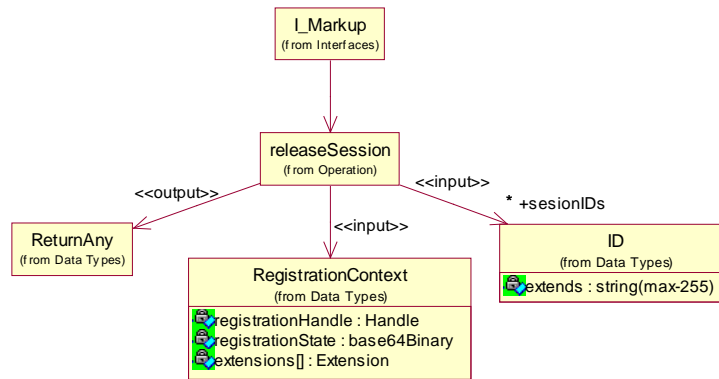 I_Markup
(from Interfaces)
releaseSession
(from Operation)
<<output>>
<<input>>
<<input>>
* +sesionIDs
ReturnAny
(from Data Types)
RegistrationContext
(from Data Types)
registrationHandle : Handle
registrationState : base64Binary
extensions[] : Extension
ID
(from Data Types)
extends : string(max-255)